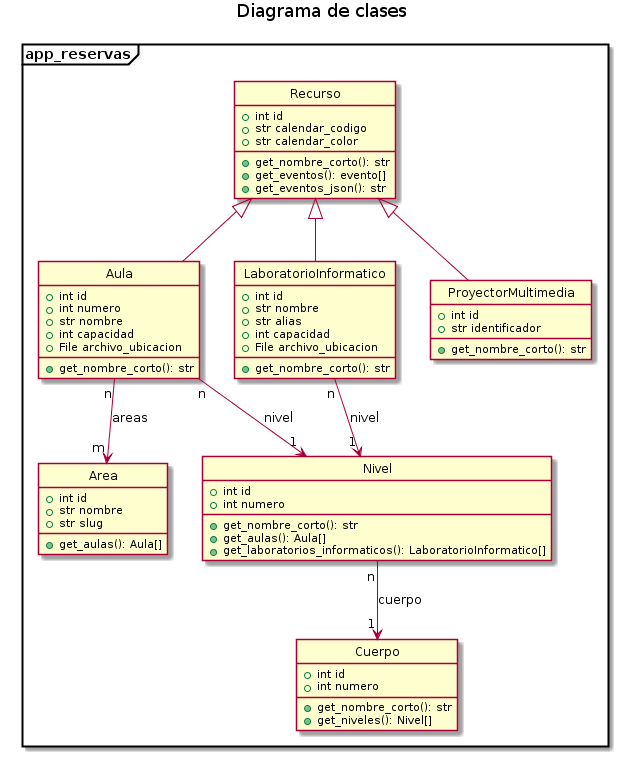 Diagrama de clases
app_reservas
Recurso
int id
str calendar_codigo
str calendar_color
get_nombre_corto(): str
get_eventos(): evento[]
get_eventos_json(): str
Aula
int id
int numero
str nombre
int capacidad
File archivo_ubicacion
get_nombre_corto(): str
LaboratorioInformatico
int id
str nombre
str alias
int capacidad
File archivo_ubicacion
get_nombre_corto(): str
ProyectorMultimedia
int id
str identificador
get_nombre_corto(): str
n
n
n
areas
nivel
nivel
m
1
1
Area
int id
str nombre
str slug
get_aulas(): Aula[]
Nivel
int id
int numero
get_nombre_corto(): str
get_aulas(): Aula[]
get_laboratorios_informaticos(): LaboratorioInformatico[]
n
cuerpo
1
Cuerpo
int id
int numero
get_nombre_corto(): str
get_niveles(): Nivel[]